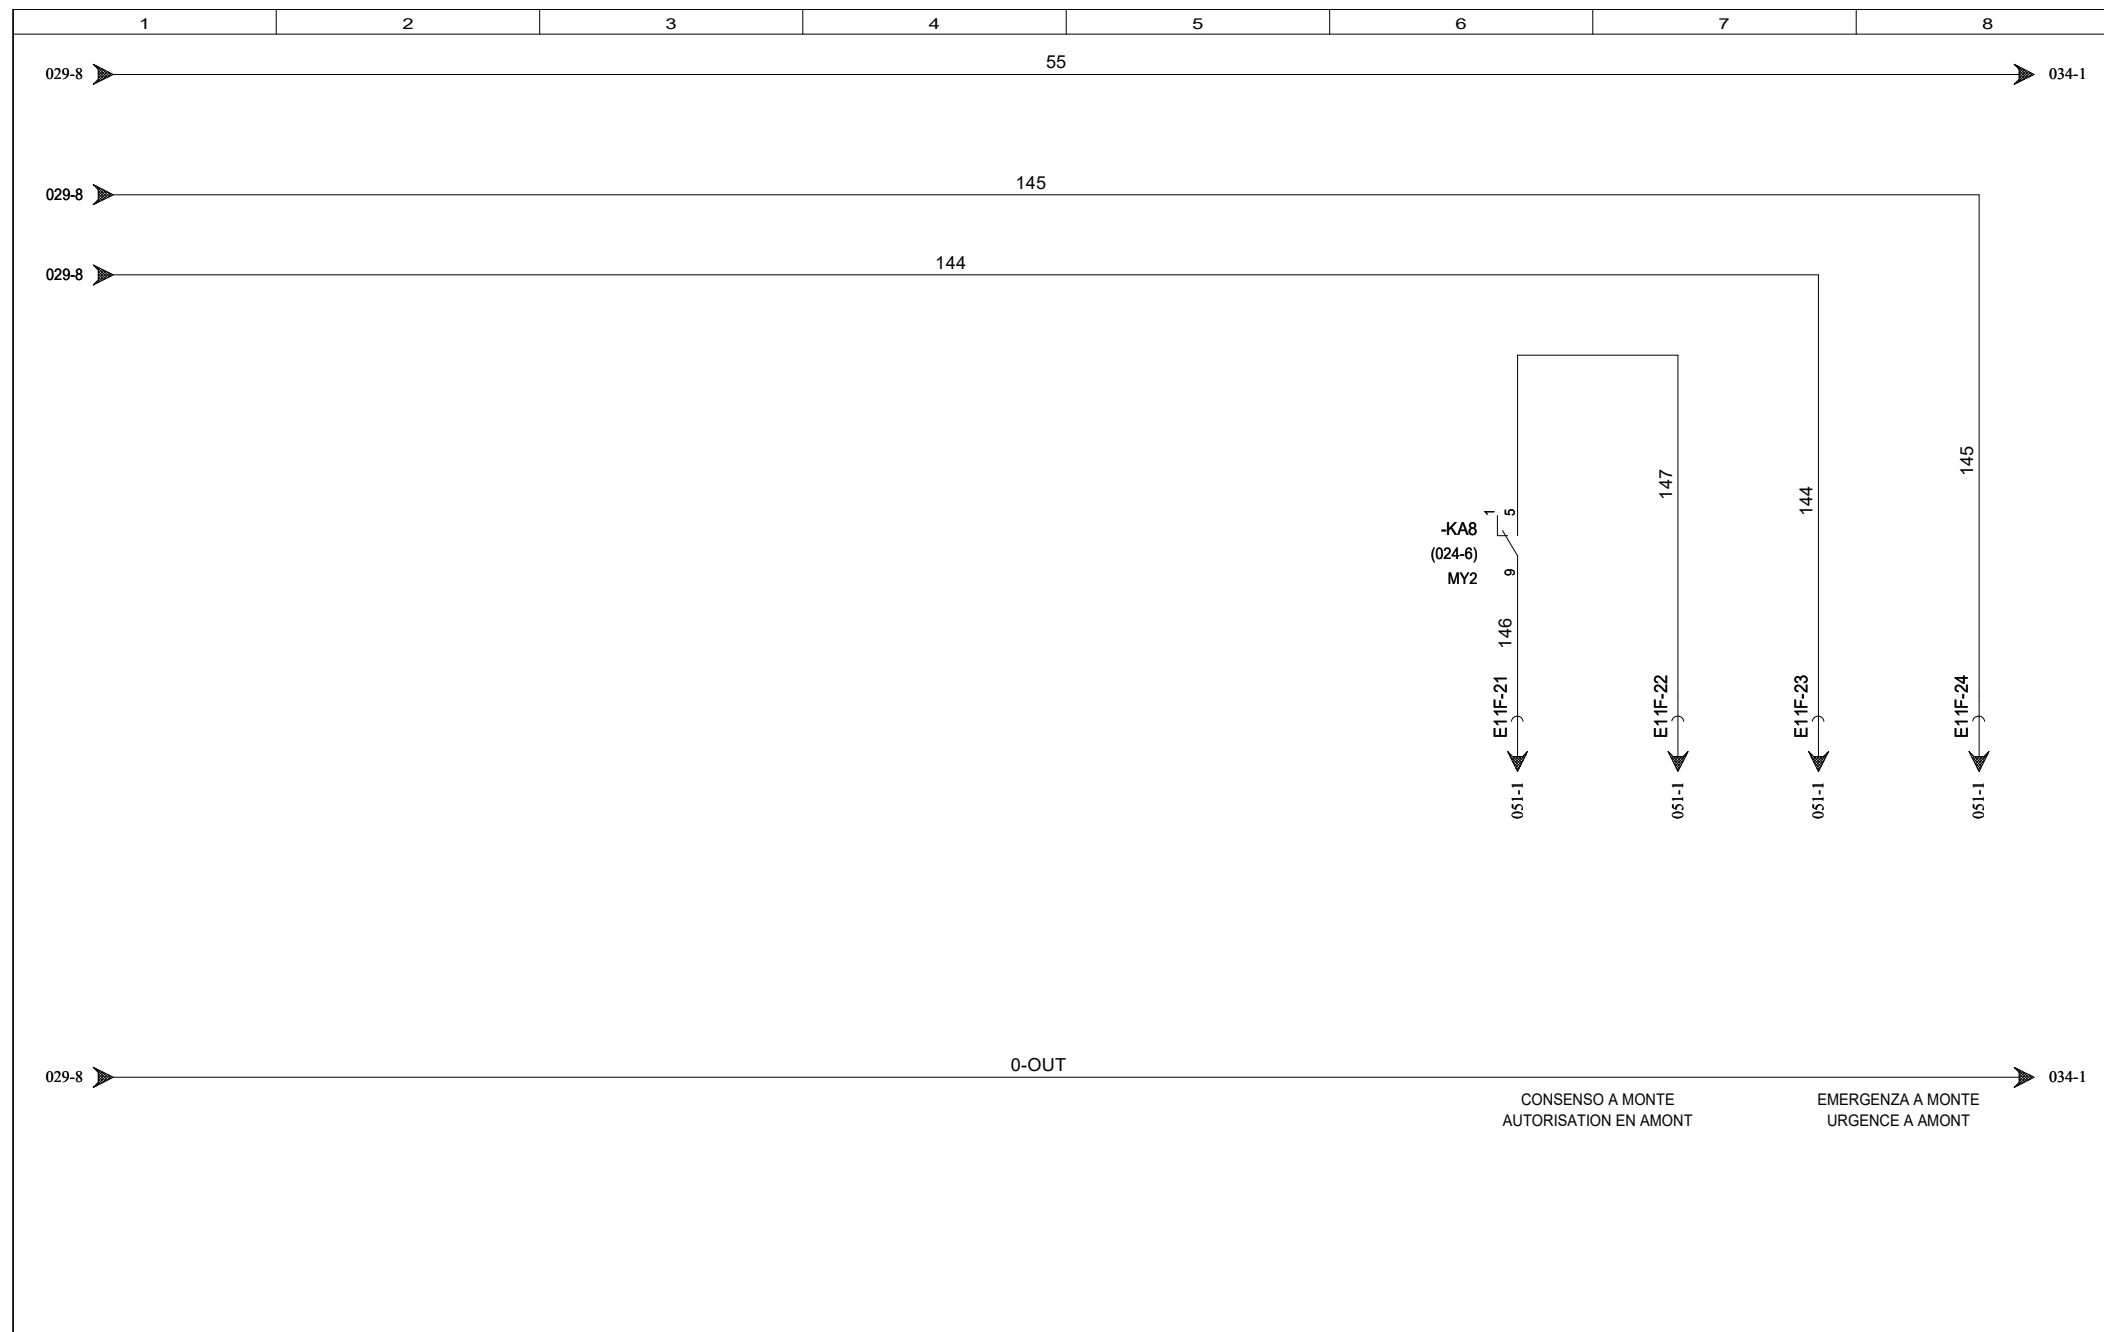 1 2 3 4 5 6 7 8
029-8 55 034-1
029-8 145
029-8 144
145
147
144
1 5
-KA8
(024-6)
MY2 9
146
E11F-21 E11F-22 E11F-23 E11F-24
051-1 051-1 051-1 051-1
029-8 0-OUT 034-1
CONSENSO A MONTE
AUTORISATION EN AMONT
EMERGENZA A MONTE
URGENCE A AMONT